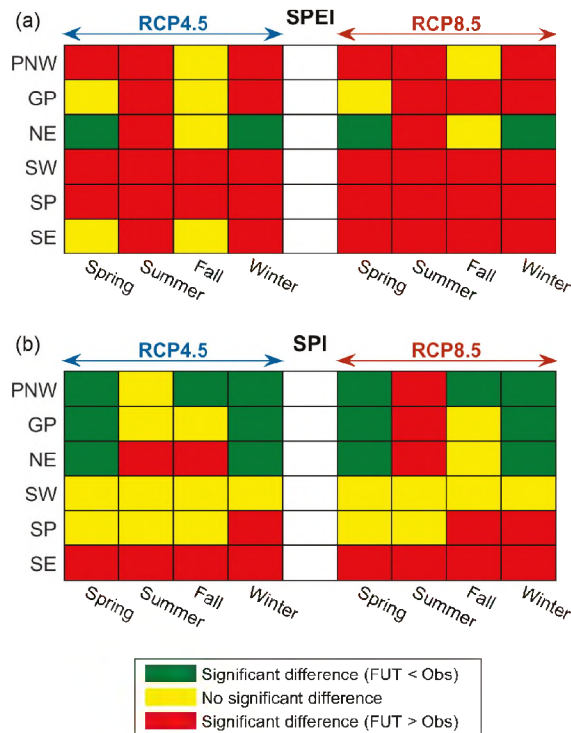 (a) SPEI
RCP4.5 RCP8.5
PNW
GP
NE
SW
SP
SE
Spring Summer Fall Winter Spring Summer Fall Winter
(b) SPI
RCP4.5 RCP8.5
PNW
GP
NE
SW
SP
SE
Spring Summer Fall Winter Spring Summer Fall Winter
Significant difference (FUT < Obs)
No significant difference
Significant difference (FUT > Obs)